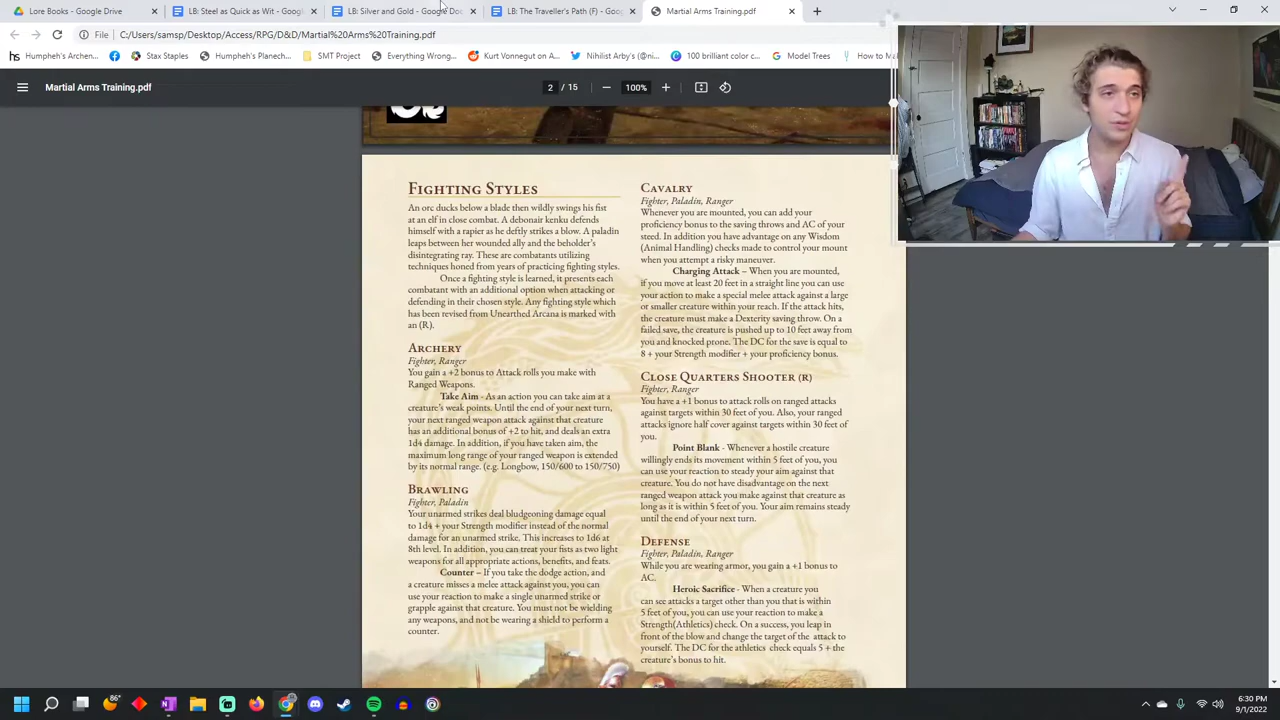 Lore Books - Google Drive
LB: Steel as Quick as Wit - Googl
LB: Silver and Gold - Google Doc
LB: The Traveller's Path (F) - Goog
Martial Arms Training.pdf
File
C:/Users/samsp/Desktop/Access/RPG/D&D/Martial%20Arms%20Training.pdf
Humpheh's Archen...
Stax Staples
Humpheh's Planech...
SMT Project
Everything Wrong...
Kurt Vonnegut on A...
Nihilist Arby's (@ni...
100 brilliant color c...
Model Trees
How to Ma
Martial Arms Training.pdf
2 / 15
100%
Fighting Styles
An orc ducks below a blade then wildly swings his fist
at an elf in close combat. A debonair kenku defends
himself with a rapier as he deftly strikes a blow. A paladin
leaps between her wounded ally and the beholder's
disintegrating ray. These are combatants utilizing
techniques honed from years of practicing fighting styles.
Once a fighting style is learned, it presents each
combatant with an additional option when attacking or
defending in their chosen style. Any fighting style which
has been revised from Unearthed Arcana is marked with
an (R).
Archery
Fighter, Ranger
You gain a +2 bonus to Attack rolls you make with
Ranged Weapons.
Take Aim - As an action you can take aim at a
creature's weak points. Until the end of your next turn,
your next ranged weapon attack against that creature
has an additional bonus of +2 to hit, and deals an extra
1d4 damage. In addition, if you have taken aim, the
maximum long range of your ranged weapon is extended
by its normal range. (e.g. Longbow, 150/600 to 150/750)
Brawling
Fighter, Paladin
Your unarmed strikes deal bludgeoning damage equal
to 1d4 + your Strength modifier instead of the normal
damage for an unarmed strike. This increases to 1d6 at
8th level. In addition, you can treat your fists as two light
weapons for all appropriate actions, benefits, and feats.
Counter – If you take the dodge action, and
a creature misses a melee attack against you, you can
use your reaction to make a single unarmed strike or
grapple against that creature. You must not be wielding
any weapons, and not be wearing a shield to perform a
counter.
Cavalry
Fighter, Paladin, Ranger
Whenever you are mounted, you can add your
proficiency bonus to the saving throws and AC of your
steed. In addition you have advantage on any Wisdom
(Animal Handling) checks made to control your mount
when you attempt a risky maneuver.
Charging Attack – When you are mounted,
if you move at least 20 feet in a straight line you can use
your action to make a special melee attack against a large
or smaller creature within your reach. If the attack hits,
the creature must make a Dexterity saving throw. On a
failed save, the creature is pushed up to 10 feet away from
you and knocked prone. The DC for the save is equal to
8 + your Strength modifier + your proficiency bonus.
Close Quarters Shooter (R)
Fighter, Ranger
You have a +1 bonus to attack rolls on ranged attacks
against targets within 30 feet of you. Also, your ranged
attacks ignore half cover against targets within 30 feet of
you.
Point Blank - Whenever a hostile creature
willingly ends its movement within 5 feet of you, you
can use your reaction to steady your aim against that
creature. You do not have disadvantage on the next
ranged weapon attack you make against that creature as
long as it is within 5 feet of you. Your aim remains steady
until the end of your next turn.
Defense
Fighter, Paladin, Ranger
While you are wearing armor, you gain a +1 bonus to
AC.
Heroic Sacrifice - When a creature you
can see attacks a target other than you that is within
5 feet of you, you can use your reaction to make a
Strength(Athletics) check. On a success, you leap in
front of the blow and change the target of the attack to
yourself. The DC for the athletics check equals 5 + the
creature's bonus to hit.
86°
6:30 PM
9/1/2022